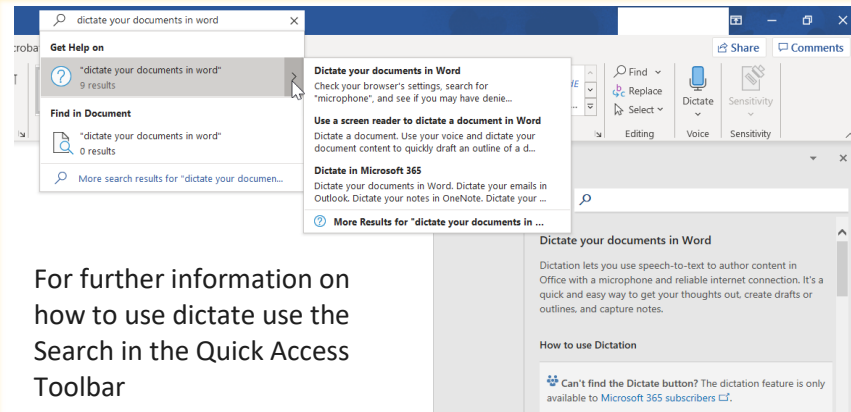 dictate your documents in word
Share
Comments
Get Help on
"dictate your documents in word"
9 results
Find in Document
"dictate your documents in word"
0 results
More search results for "dictate your documen...
Dictate your documents in Word
Check your browser's settings, search for
"microphone", and see if you may have denie...
Use a screen reader to dictate a document in Word
Dictate a document. Use your voice and dictate your
document content to quickly draft an outline of a d...
Dictate in Microsoft 365
Dictate your documents in Word. Dictate your emails in
Outlook. Dictate your notes in OneNote. Dictate your ...
More Results for "dictate your documents in ...
Find
Replace
Select
Editing
Dictate
Voice
Sensitivity
Sensitivity
Dictate your documents in Word
Dictation lets you use speech-to-text to author content in
Office with a microphone and reliable internet connection. It's a
quick and easy way to get your thoughts out, create drafts or
outlines, and capture notes.
How to use Dictation
Can't find the Dictate button? The dictation feature is only
available to Microsoft 365 subscribers
For further information on
how to use dictate use the
Search in the Quick Access
Toolbar